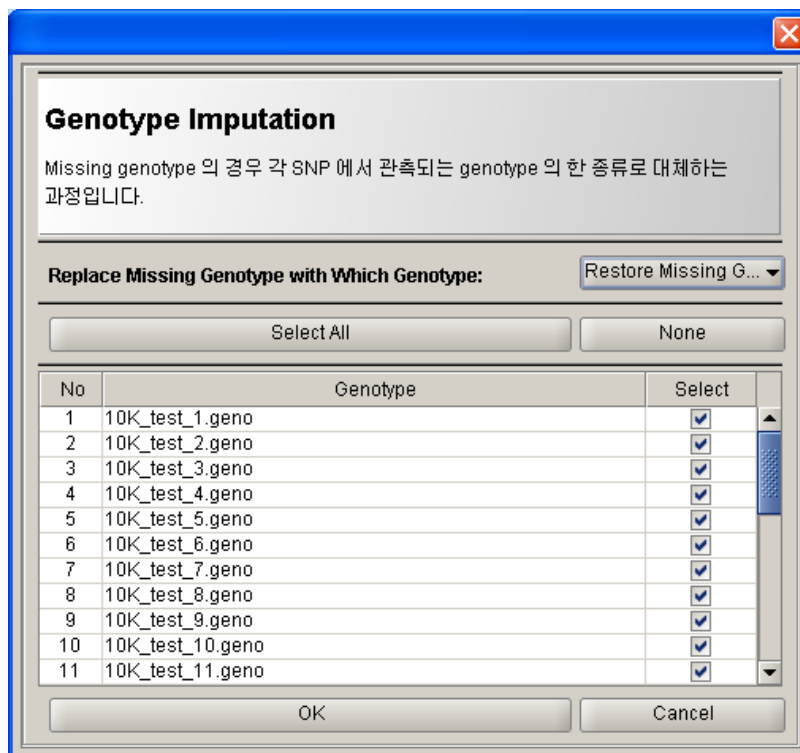 Genotype Imputation
Missing genotype 의 경우 각 SNP 에서 관측되는 genotype 의 한 종류로 대체하는
과정입니다.
Replace Missing Genotype with Which Genotype: Restore Missing G...
Select All None
No Genotype Select
1 10K_test_1.geno
2 10K_test_2.geno
3 10K_test_3.geno
4 10K_test_4.geno
5 10K_test_5.geno
6 10K_test_6.geno
7 10K_test_7.geno
8 10K_test_8.geno
9 10K_test_9.geno
10 10K_test_10.geno
11 10K_test_11.geno
OK Cancel